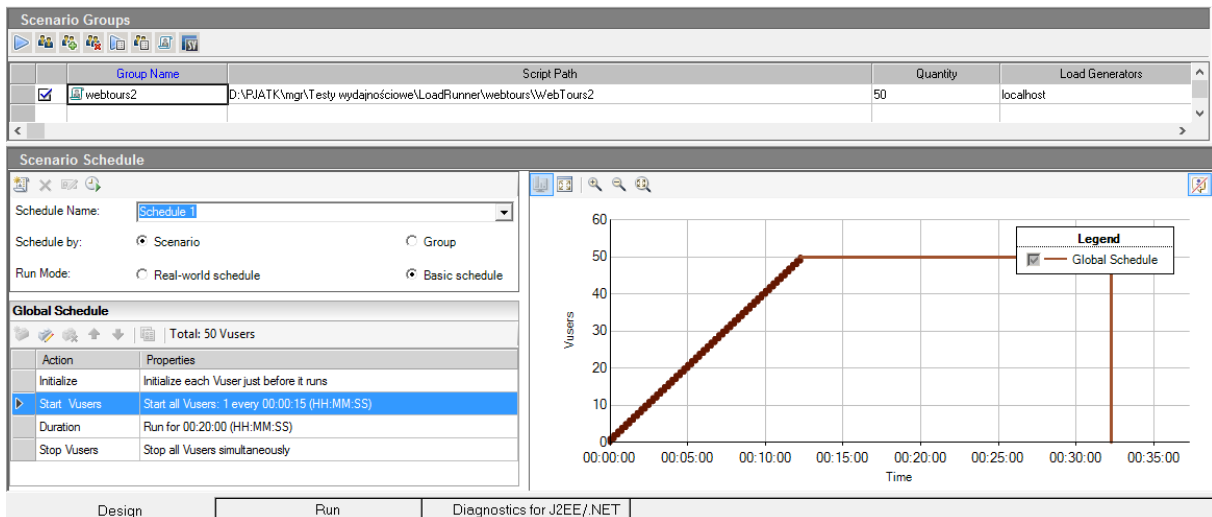 Scenario Groups
Group Name Script Path Quantity Load Generators
webtours2 D:\PJATK\mgr\Testy wydajnościowe\LoadRunner\webtours\WebTours2 50 localhost
Scenario Schedule
Schedule Name: Schedule 1
Schedule by: Scenario Group
Run Mode: Real-world schedule Basic schedule
Global Schedule
Total: 50 Vusers
Action Properties
Initialize Initialize each Vuser just before it runs
Start Vusers Start all Vusers: 1 every 00:00:15 (HH:MM:SS)
Duration Run for 00:20:00 (HH:MM:SS)
Stop Vusers Stop all Vusers simultaneously
60
50
40
30
20
10
0
Vusers
Legend
Global Schedule
00:00:00 00:05:00 00:10:00 00:15:00 00:20:00 00:25:00 00:30:00 00:35:00
Time
Design Run Diagnostics for J2EE/.NET